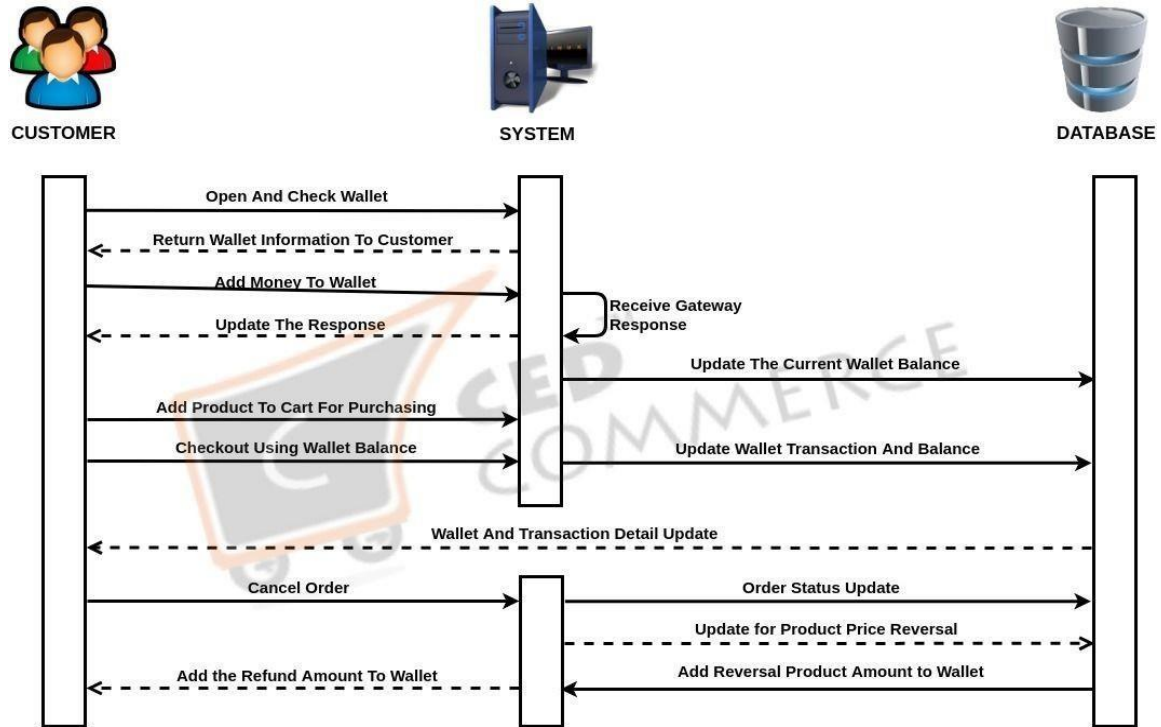 CUSTOMER
SYSTEM
DATABASE
Open And Check Wallet
Return Wallet Information To Customer
Add Money To Wallet
Receive Gateway
Response
Update The Response
Update The Current Wallet Balance
Add Product To Cart For Purchasing
Checkout Using Wallet Balance
Update Wallet Transaction And Balance
Wallet And Transaction Detail Update
Cancel Order
Order Status Update
Update for Product Price Reversal
Add the Refund Amount To Wallet
Add Reversal Product Amount to Wallet
CED
COMMERCE